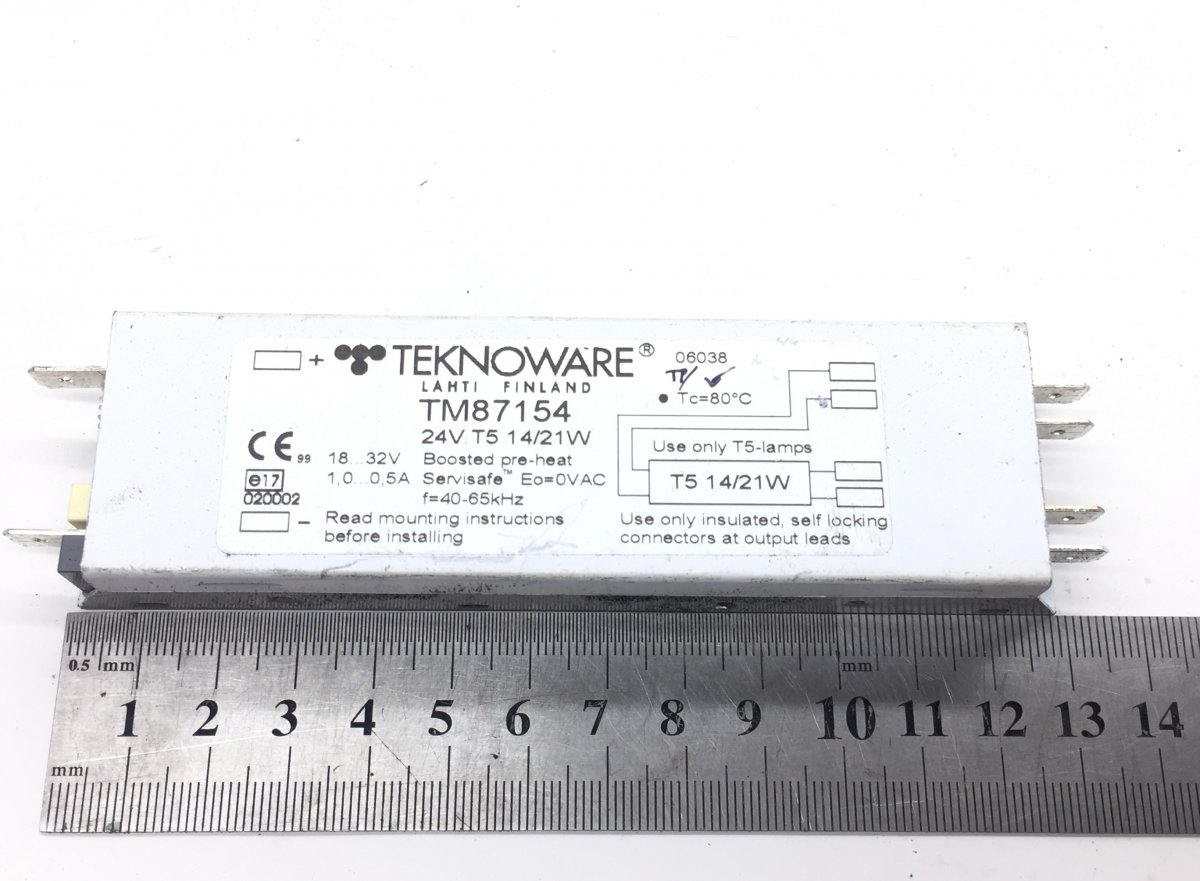 + TEKNOWARE®
LAHTI FINLAND
TM87154
24V T5 14/21W
CE 99 18...32V Boosted pre-heat
e17 1,0...0,5A Servisafe™ Eo=0VAC
020002 f=40-65kHz
– Read mounting instructions
before installing
06038
• Tc=80°C
Use only T5-lamps
T5 14/21W
Use only insulated, self locking
connectors at output leads
0.5 mm mm
1 2 3 4 5 6 7 8 9 10 11 12 13 14
mm